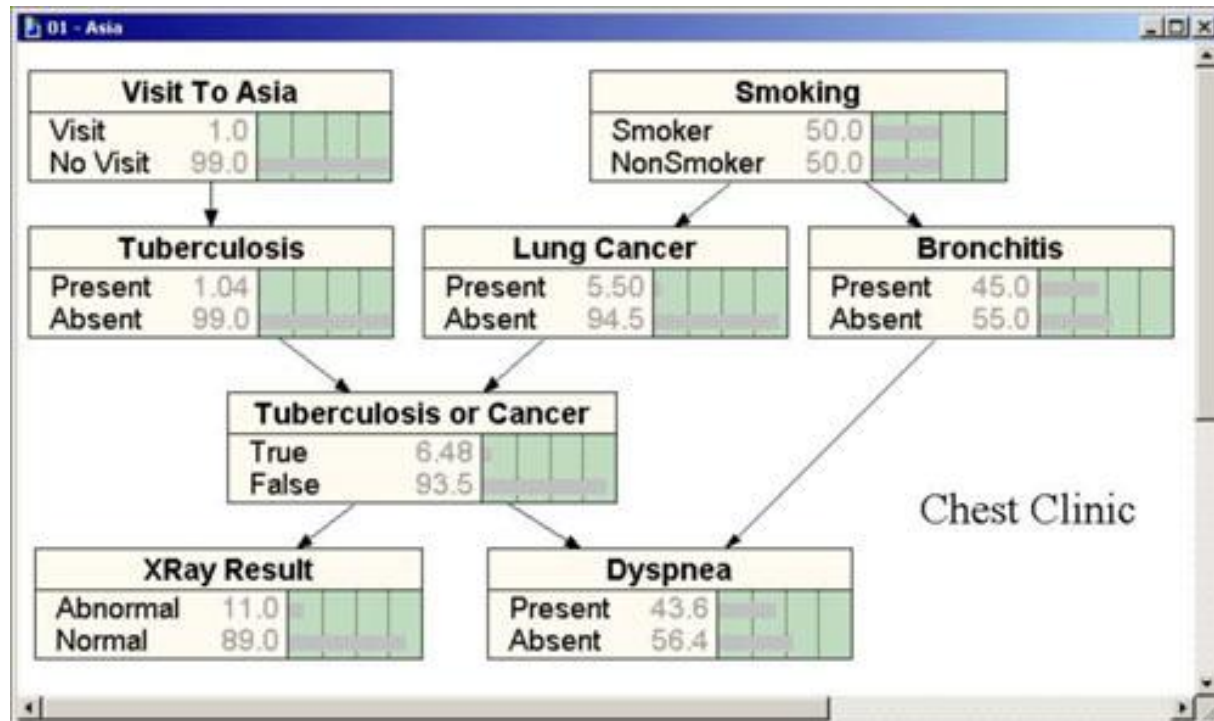 01 - Asia
Visit To Asia
Visit 1.0
No Visit 99.0
Smoking
Smoker 50.0
NonSmoker 50.0
Tuberculosis
Present 1.04
Absent 99.0
Lung Cancer
Present 5.50
Absent 94.5
Bronchitis
Present 45.0
Absent 55.0
Tuberculosis or Cancer
True 6.48
False 93.5
Chest Clinic
XRay Result
Abnormal 11.0
Normal 89.0
Dyspnea
Present 43.6
Absent 56.4